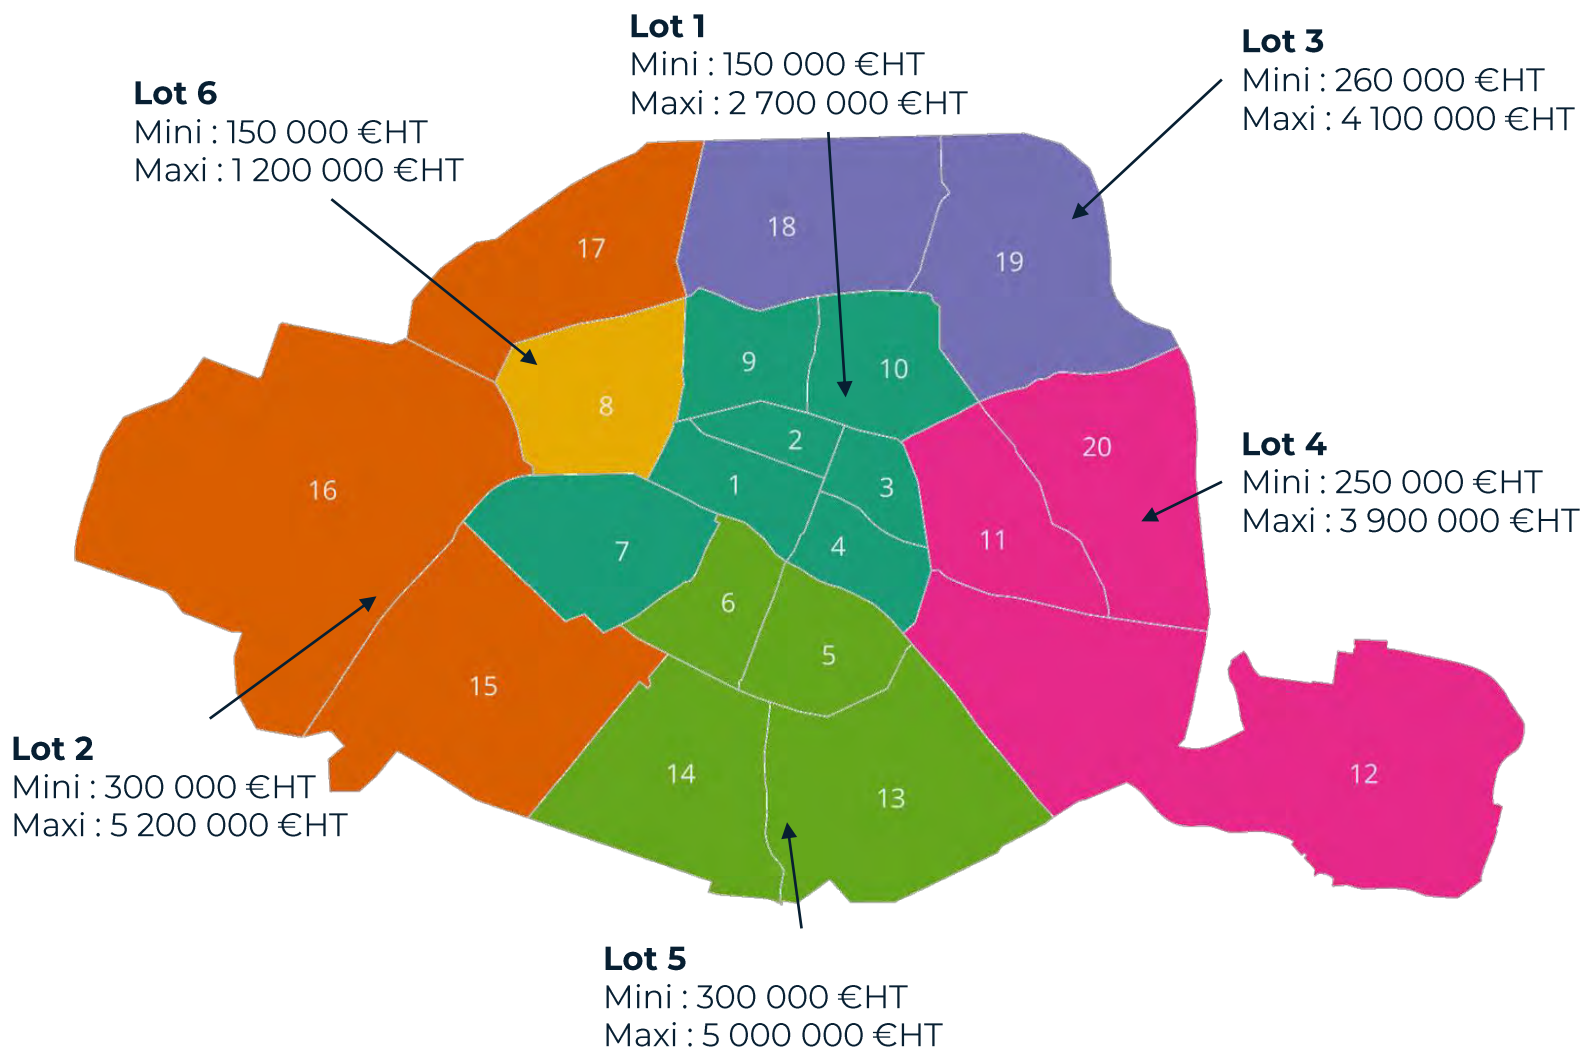 Lot 1
Mini : 150 000 €HT
Maxi : 2 700 000 €HT
Lot 3
Mini : 260 000 €HT
Maxi : 4 100 000 €HT
Lot 6
Mini : 150 000 €HT
Maxi : 1 200 000 €HT
18
17
19
9
10
8
2
20
Lot 4
Mini : 250 000 €HT
Maxi : 3 900 000 €HT
16
1
3
7
4
11
6
5
15
Lot 2
Mini : 300 000 €HT
Maxi : 5 200 000 €HT
14
13
12
Lot 5
Mini : 300 000 €HT
Maxi : 5 000 000 €HT